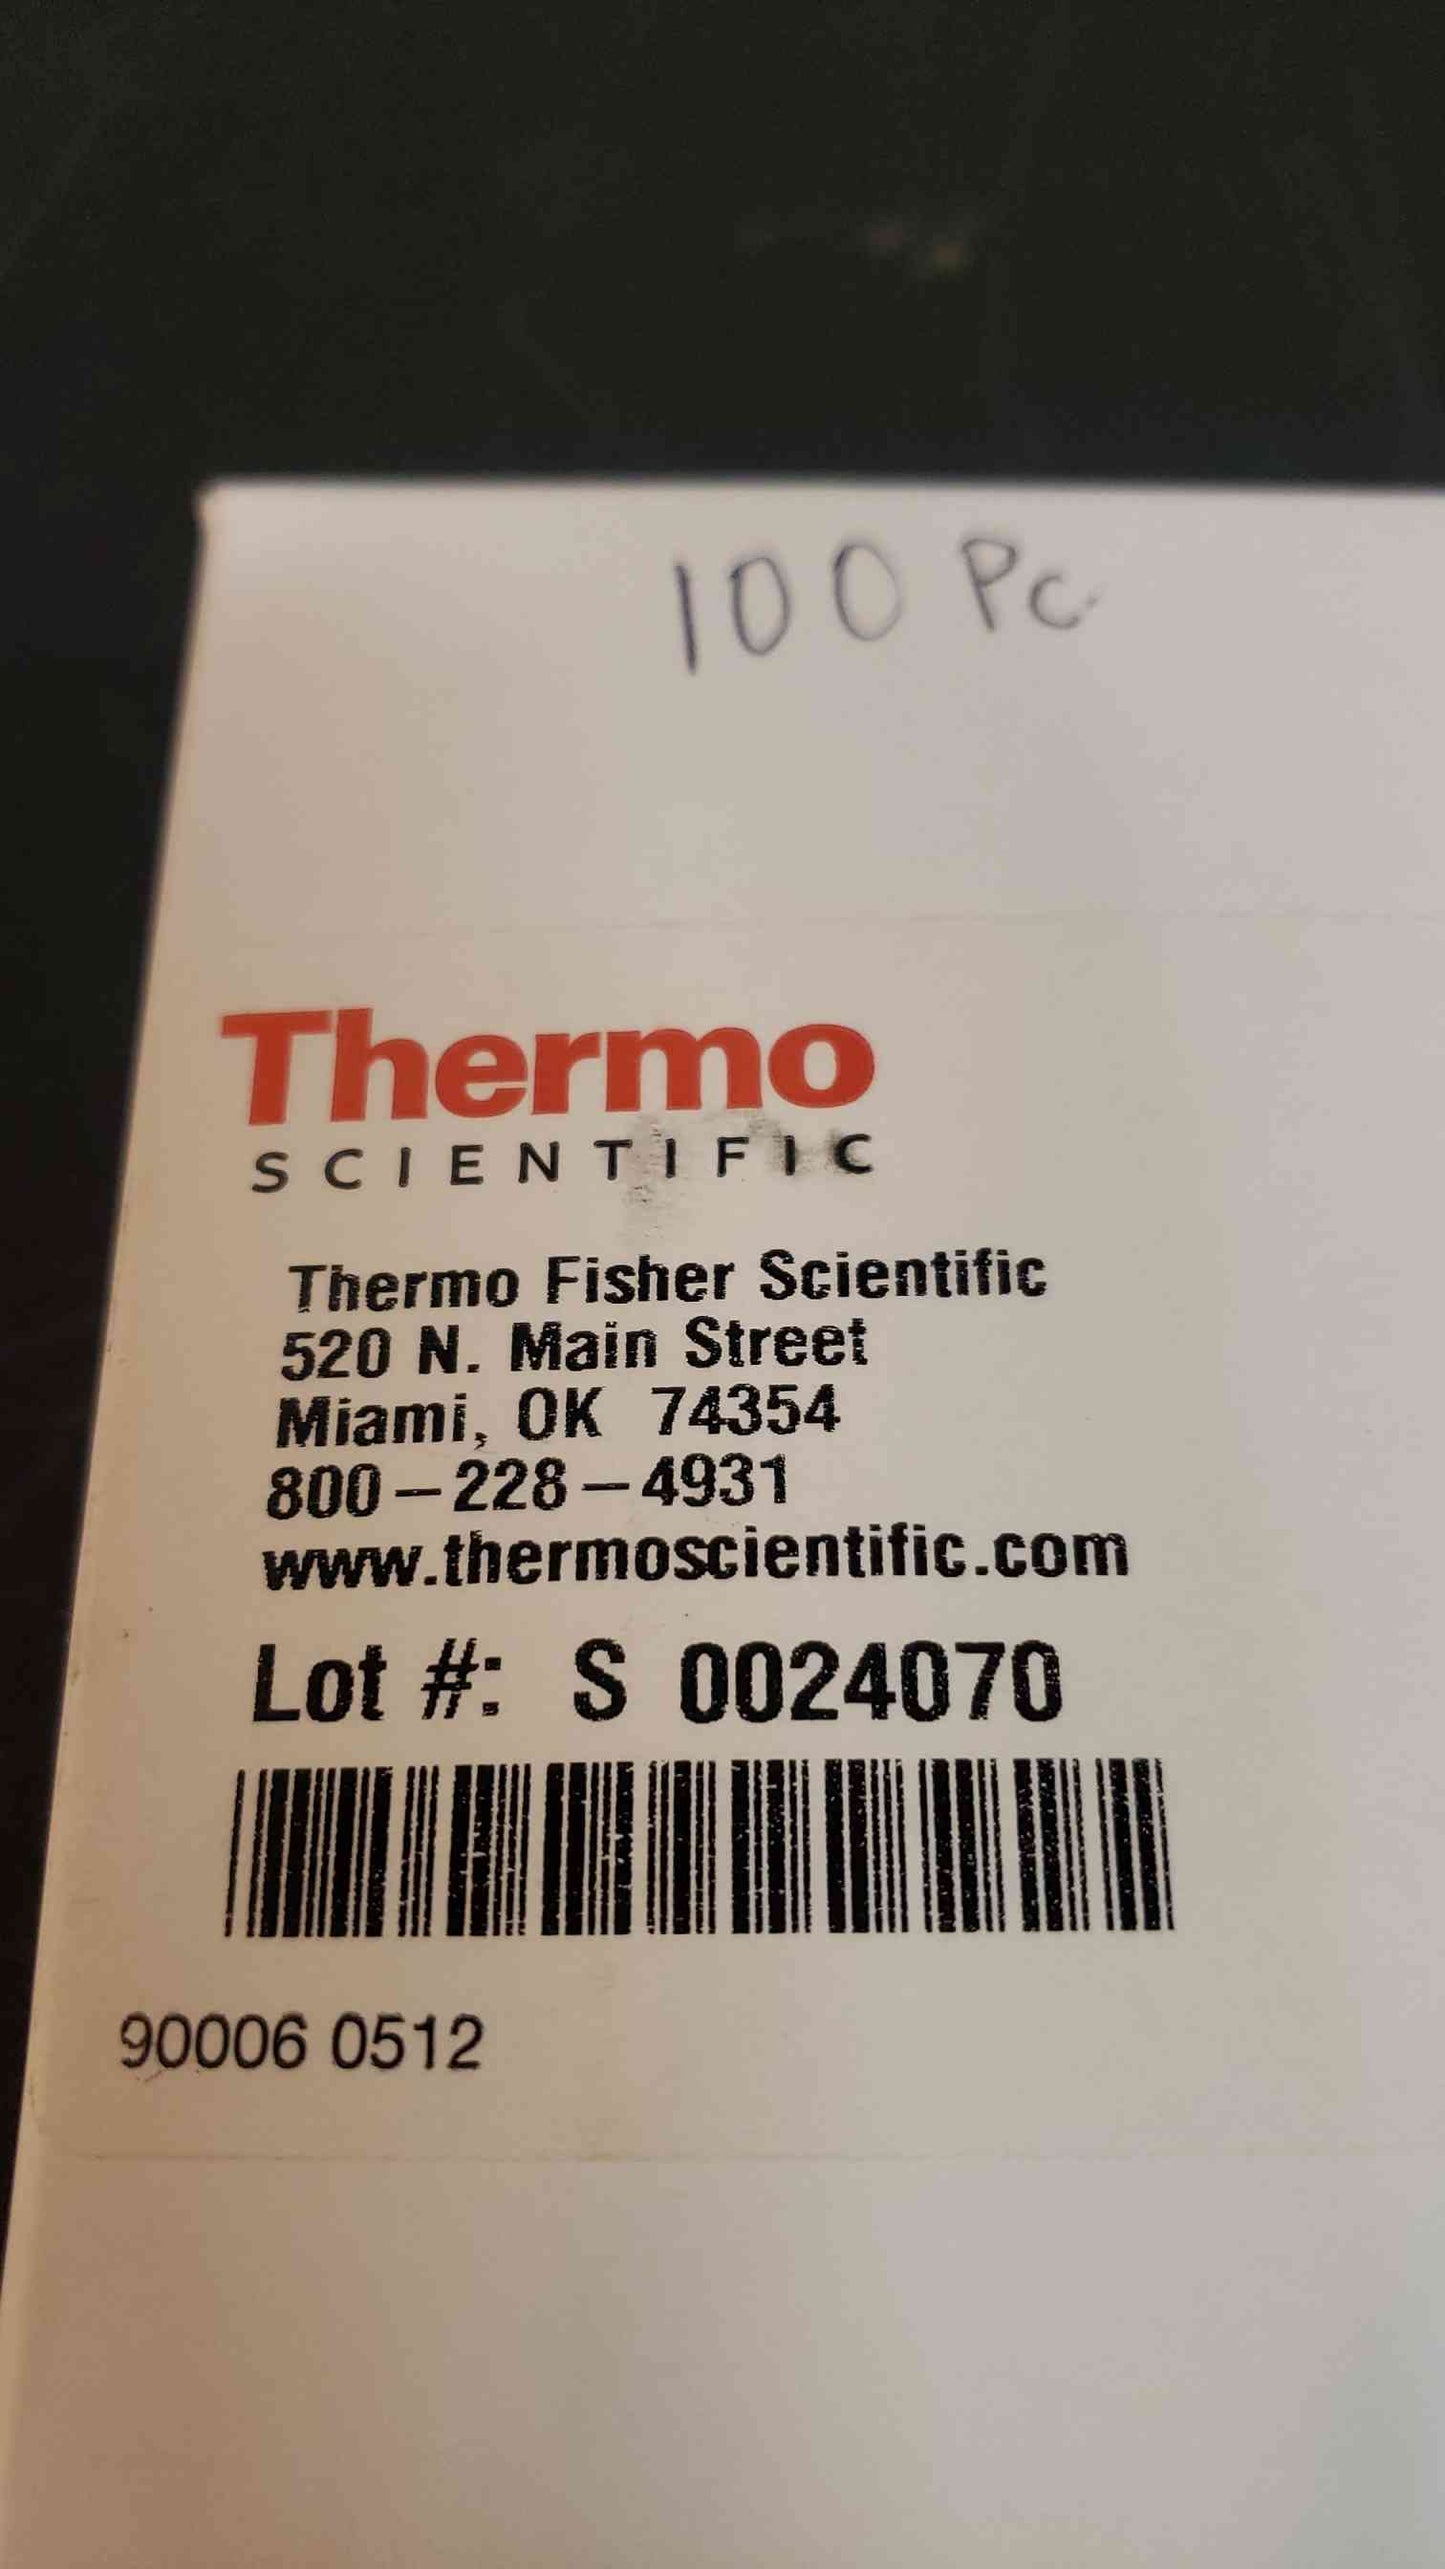 100 Pc
Thermo
SCIENTIFIC
Thermo Fisher Scientific
520 N. Main Street
Miami, OK 74354
800-228-4931
www.thermoscientific.com
Lot #: S 0024070
90006 0512